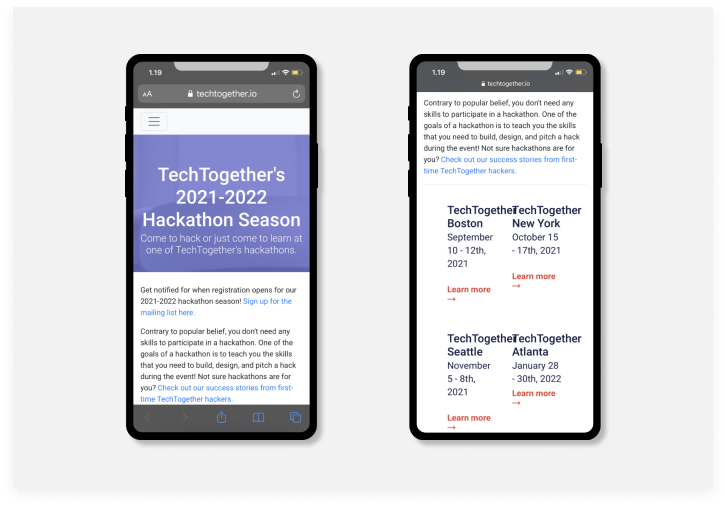 1.19
AA techtogether.io
TechTogether's
2021-2022
Hackathon Season
Come to hack or just come to learn at
one of TechTogether's hackathons.
Get notified for when registration opens for our
2021-2022 hackathon season! Sign up for the
mailing list here.
Contrary to popular belief, you don't need any
skills to participate in a hackathon. One of the
goals of a hackathon is to teach you the skills
that you need to build, design, and pitch a hack
during the event! Not sure hackathons are for
you? Check out our success stories from first-
time TechTogether hackers.
1.19
techtogether.io
Contrary to popular belief, you don't need any
skills to participate in a hackathon. One of the
goals of a hackathon is to teach you the skills
that you need to build, design, and pitch a hack
during the event! Not sure hackathons are for
you? Check out our success stories from first-
time TechTogether hackers.
TechTogether
Boston
September
10 - 12th,
2021
Learn more
→
TechTogether
New York
October 15
- 17th, 2021
Learn more
→
TechTogether
Seattle
November
5 - 8th,
2021
Learn more
→
TechTogether
Atlanta
January 28
- 30th, 2022
Learn more
→